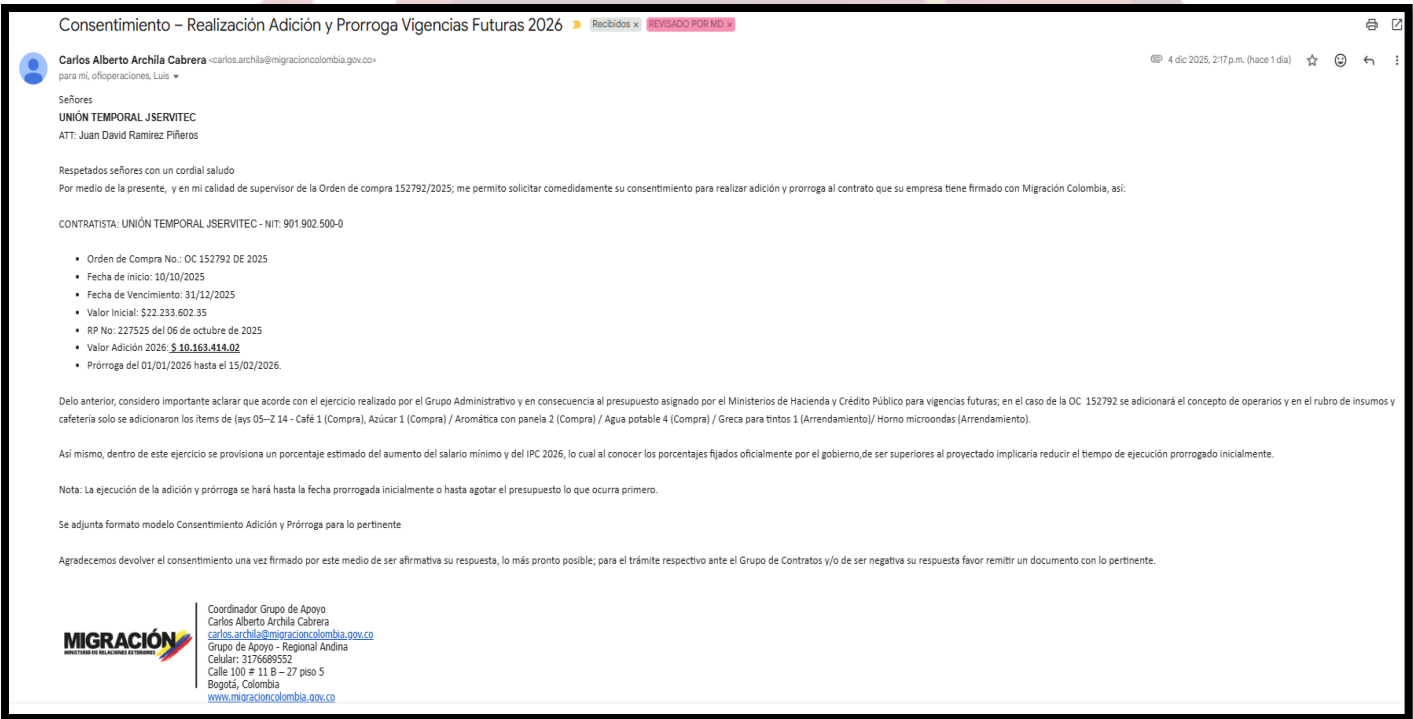 Consentimiento – Realización Adición y Prorroga Vigencias Futuras 2026 Recibidos x REVISADO POR MD x
Carlos Alberto Archila Cabrera <carlos.archila@migracioncolombia.gov.co> 4 dic 2025, 2:17 p.m. (hace 1 día)
para mí, ofioperaciones, Luis
Señores
UNIÓN TEMPORAL JSERVITEC
ATT: Juan David Ramirez Piñeros
Respetados señores con un cordial saludo
Por medio de la presente, y en mi calidad de supervisor de la Orden de compra 152792/2025; me permito solicitar comedidamente su consentimiento para realizar adición y prorroga al contrato que su empresa tiene firmado con Migración Colombia, así:
CONTRATISTA: UNIÓN TEMPORAL JSERVITEC - NIT: 901.902.500-0
• Orden de Compra No.: OC 152792 DE 2025
• Fecha de inicio: 10/10/2025
• Fecha de Vencimiento: 31/12/2025
• Valor Inicial: $22.233.602.35
• RP No: 227525 del 06 de octubre de 2025
• Valor Adición 2026: $ 10.163.414.02
• Prórroga del 01/01/2026 hasta el 15/02/2026.
Delo anterior, considero importante aclarar que acorde con el ejercicio realizado por el Grupo Administrativo y en consecuencia al presupuesto asignado por el Ministerios de Hacienda y Crédito Público para vigencias futuras; en el caso de la OC 152792 se adicionará el concepto de operarios y en el rubro de insumos y
cafetería solo se adicionaron los ítems de (ays 05--Z 14 - Café 1 (Compra), Azúcar 1 (Compra) / Aromática con panela 2 (Compra) / Agua potable 4 (Compra) / Greca para tintos 1 (Arrendamiento)/ Horno microondas (Arrendamiento).
Así mismo, dentro de este ejercicio se provisiona un porcentaje estimado del aumento del salario mínimo y del IPC 2026, lo cual al conocer los porcentajes fijados oficialmente por el gobierno,de ser superiores al proyectado implicaría reducir el tiempo de ejecución prorrogado inicialmente.
Nota: La ejecución de la adición y prórroga se hará hasta la fecha prorrogada inicialmente o hasta agotar el presupuesto lo que ocurra primero.
Se adjunta formato modelo Consentimiento Adición y Prórroga para lo pertinente
Agradecemos devolver el consentimiento una vez firmado por este medio de ser afirmativa su respuesta, lo más pronto posible; para el trámite respectivo ante el Grupo de Contratos y/o de ser negativa su respuesta favor remitir un documento con lo pertinente.
MIGRACIÓN
MINISTERIO DE RELACIONES EXTERIORES
Coordinador Grupo de Apoyo
Carlos Alberto Archila Cabrera
carlos.archila@migracioncolombia.gov.co
Grupo de Apoyo - Regional Andina
Celular: 3176689552
Calle 100 # 11 B – 27 piso 5
Bogotá, Colombia
www.migracioncolombia.gov.co